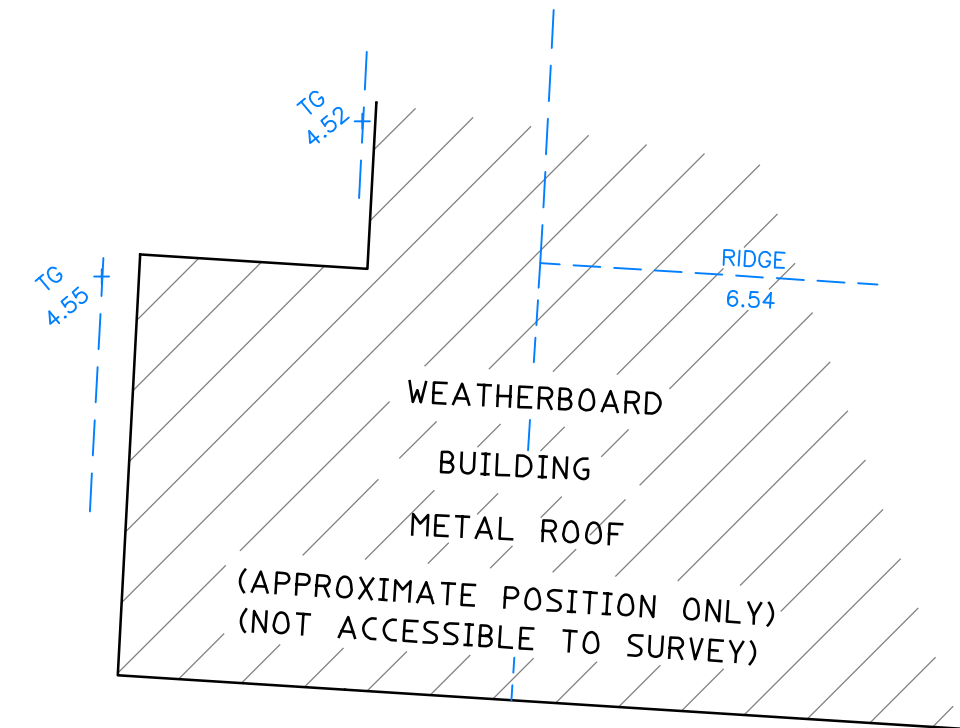 TG
4.52
TG
4.55
RIDGE
6.54
WEATHERBOARD
BUILDING
METAL ROOF
(APPROXIMATE POSITION ONLY)
(NOT ACCESSIBLE TO SURVEY)